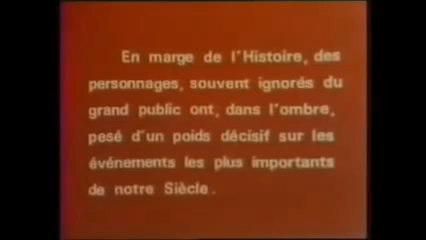 En marge de l'Histoire, des
personnages, souvent ignorés du
grand public ont, dans l'ombre,
pesé d'un poids décisif sur les
événements les plus importants
de notre Siècle.